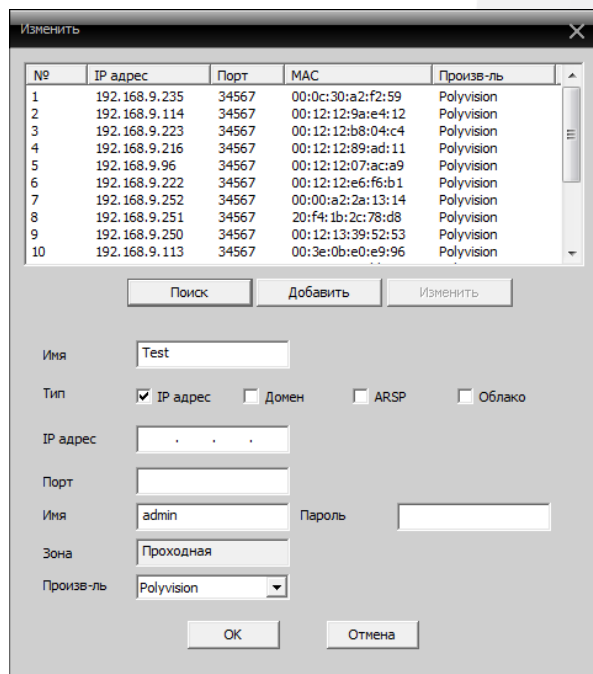 Изменить
№ IP адрес Порт MAC Произв-ль
1 192.168.9.235 34567 00:0c:30:a2:f2:59 Polyvision
2 192.168.9.114 34567 00:12:12:9a:e4:12 Polyvision
3 192.168.9.223 34567 00:12:12:b8:04:c4 Polyvision
4 192.168.9.216 34567 00:12:12:89:ad:11 Polyvision
5 192.168.9.96 34567 00:12:12:07:ac:a9 Polyvision
6 192.168.9.222 34567 00:12:12:e6:f6:b1 Polyvision
7 192.168.9.252 34567 00:00:a2:2a:13:14 Polyvision
8 192.168.9.251 34567 20:f4:1b:2c:78:d8 Polyvision
9 192.168.9.250 34567 00:12:13:39:52:53 Polyvision
10 192.168.9.113 34567 00:3e:0b:e0:e9:96 Polyvision
Поиск Добавить Изменить
Имя Test
Тип IP адрес Домен ARSP Облако
IP адрес . . .
Порт
Имя admin Пароль
Зона Проходная
Произв-ль Polyvision
OK Отмена